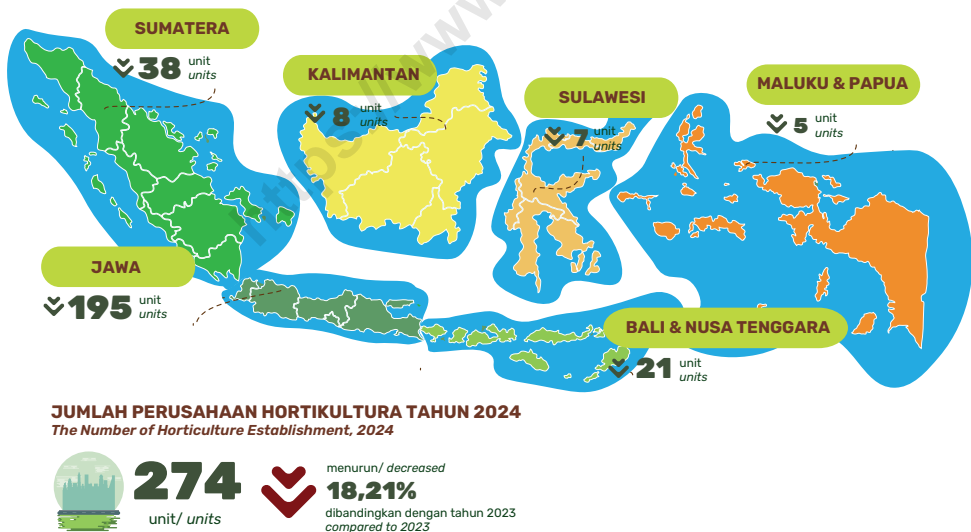 SUMATERA
38 unit
units
KALIMANTAN
8 unit
units
SULAWESI
7 unit
units
MALUKU & PAPUA
5 unit
units
JAWA
195 unit
units
BALI & NUSA TENGGARA
21 unit
units
JUMLAH PERUSAHAAN HORTIKULTURA TAHUN 2024
The Number of Horticulture Establishment, 2024
274
unit/ units
menurun/ decreased
18,21%
dibandingkan dengan tahun 2023
compared to 2023
https://www